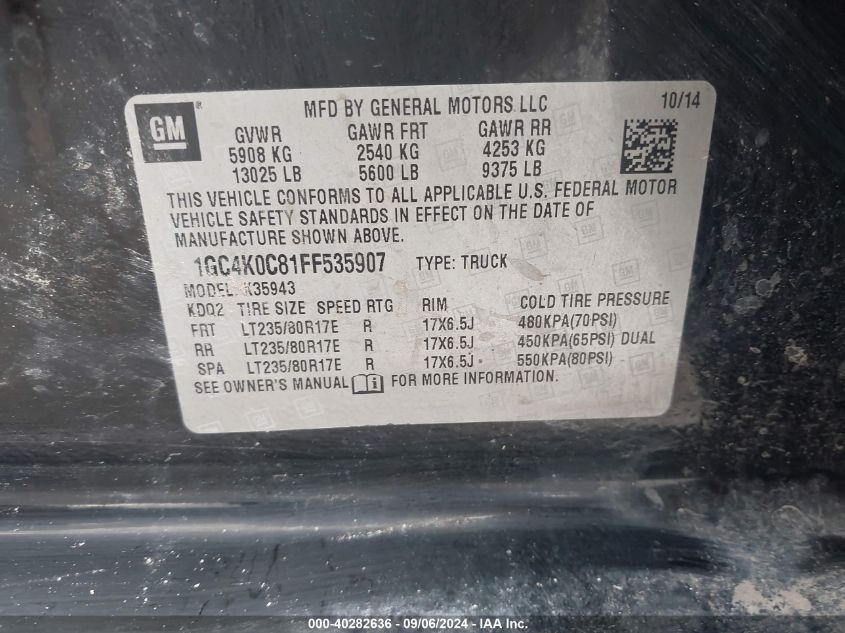 GM ® MFD BY GENERAL MOTORS LLC 10/14
GVWR GAWR FRT GAWR RR
5908 KG 2540 KG 4253 KG
13025 LB 5600 LB 9375 LB
THIS VEHICLE CONFORMS TO ALL APPLICABLE U.S. FEDERAL MOTOR
VEHICLE SAFETY STANDARDS IN EFFECT ON THE DATE OF
MANUFACTURE SHOWN ABOVE.
1GC4K0C81FF535907 TYPE: TRUCK
MODEL: K35943
KDQ2 TIRE SIZE SPEED RTG RIM COLD TIRE PRESSURE
FRT LT235/80R17E R 17X6.5J 480KPA(70PSI)
RR LT235/80R17E R 17X6.5J 450KPA(65PSI) DUAL
SPA LT235/80R17E R 17X6.5J 550KPA(80PSI)
SEE OWNER'S MANUAL i FOR MORE INFORMATION.
000-40282636 - 09/06/2024 - IAA Inc.